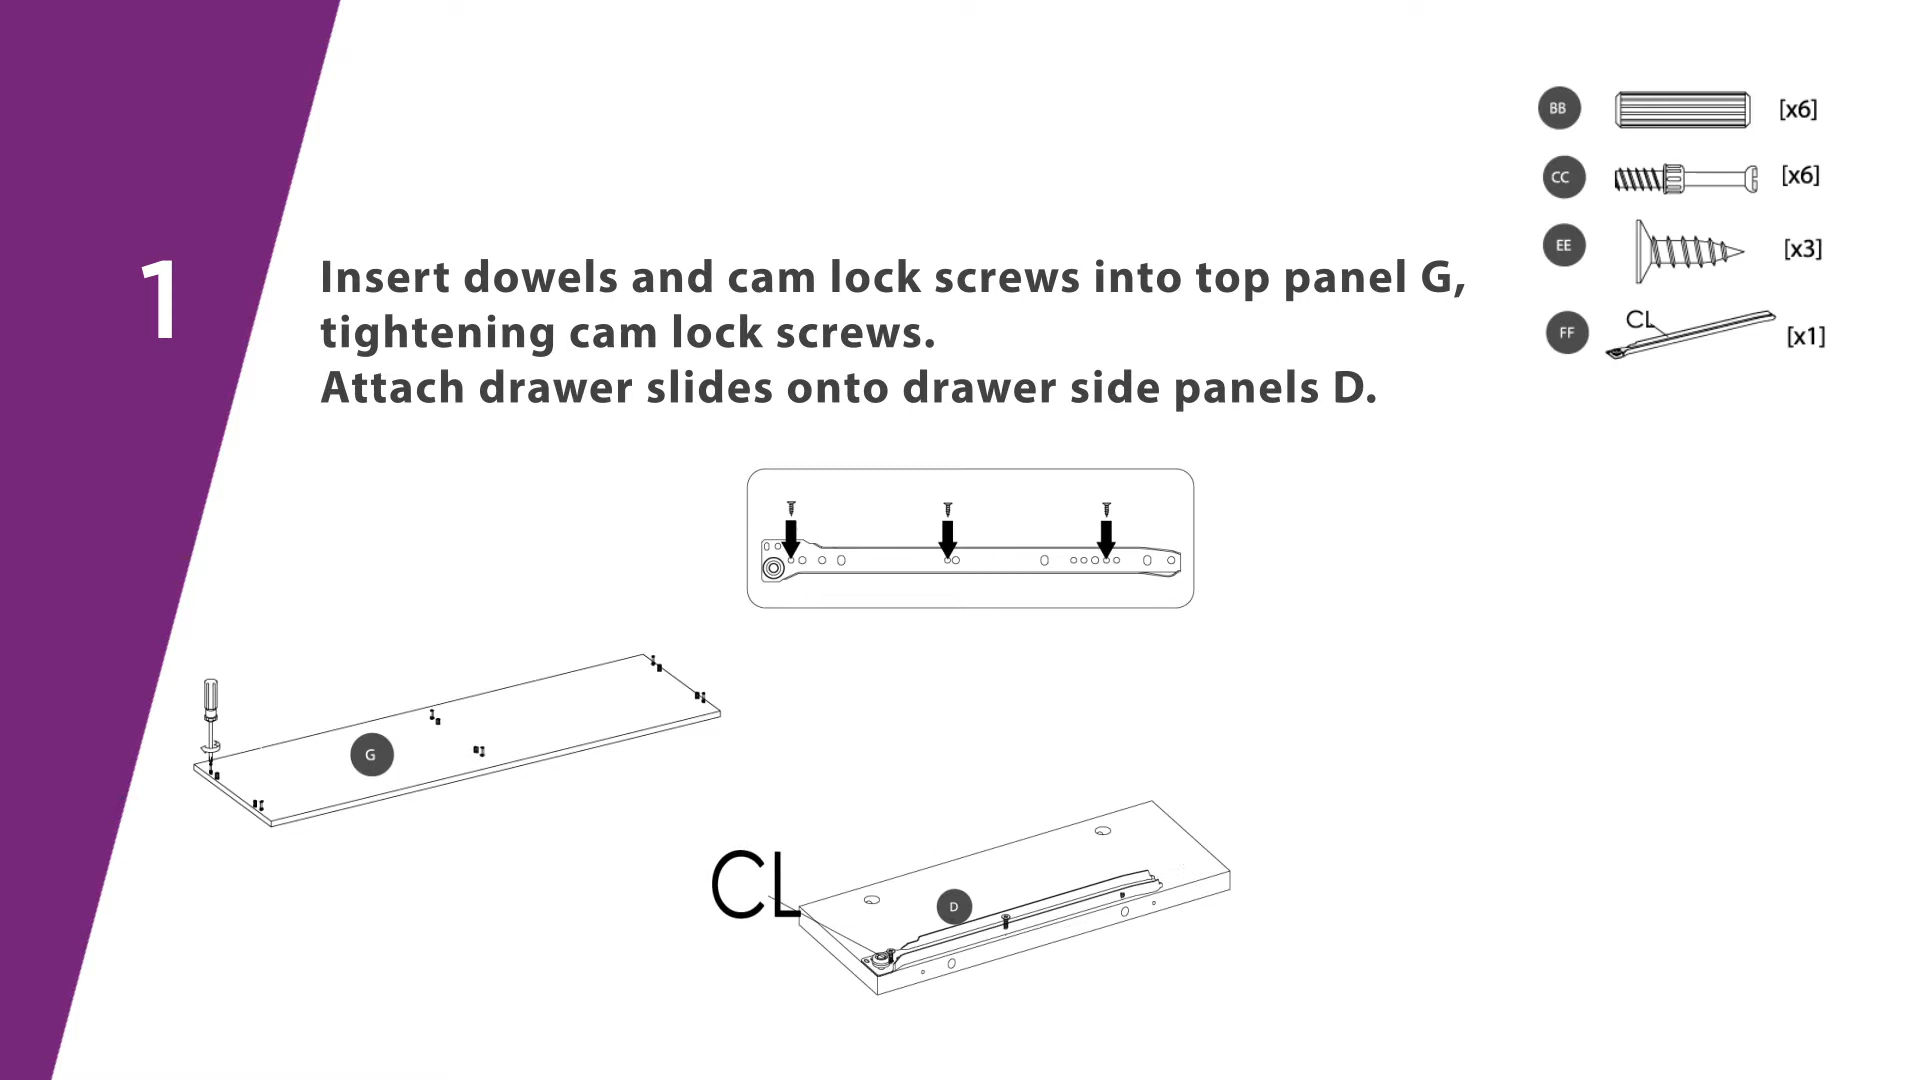 1
Insert dowels and cam lock screws into top panel G,
tightening cam lock screws.
Attach drawer slides onto drawer side panels D.
BB [x6]
CC [x6]
EE [x3]
FF CL [x1]
G
CL
D